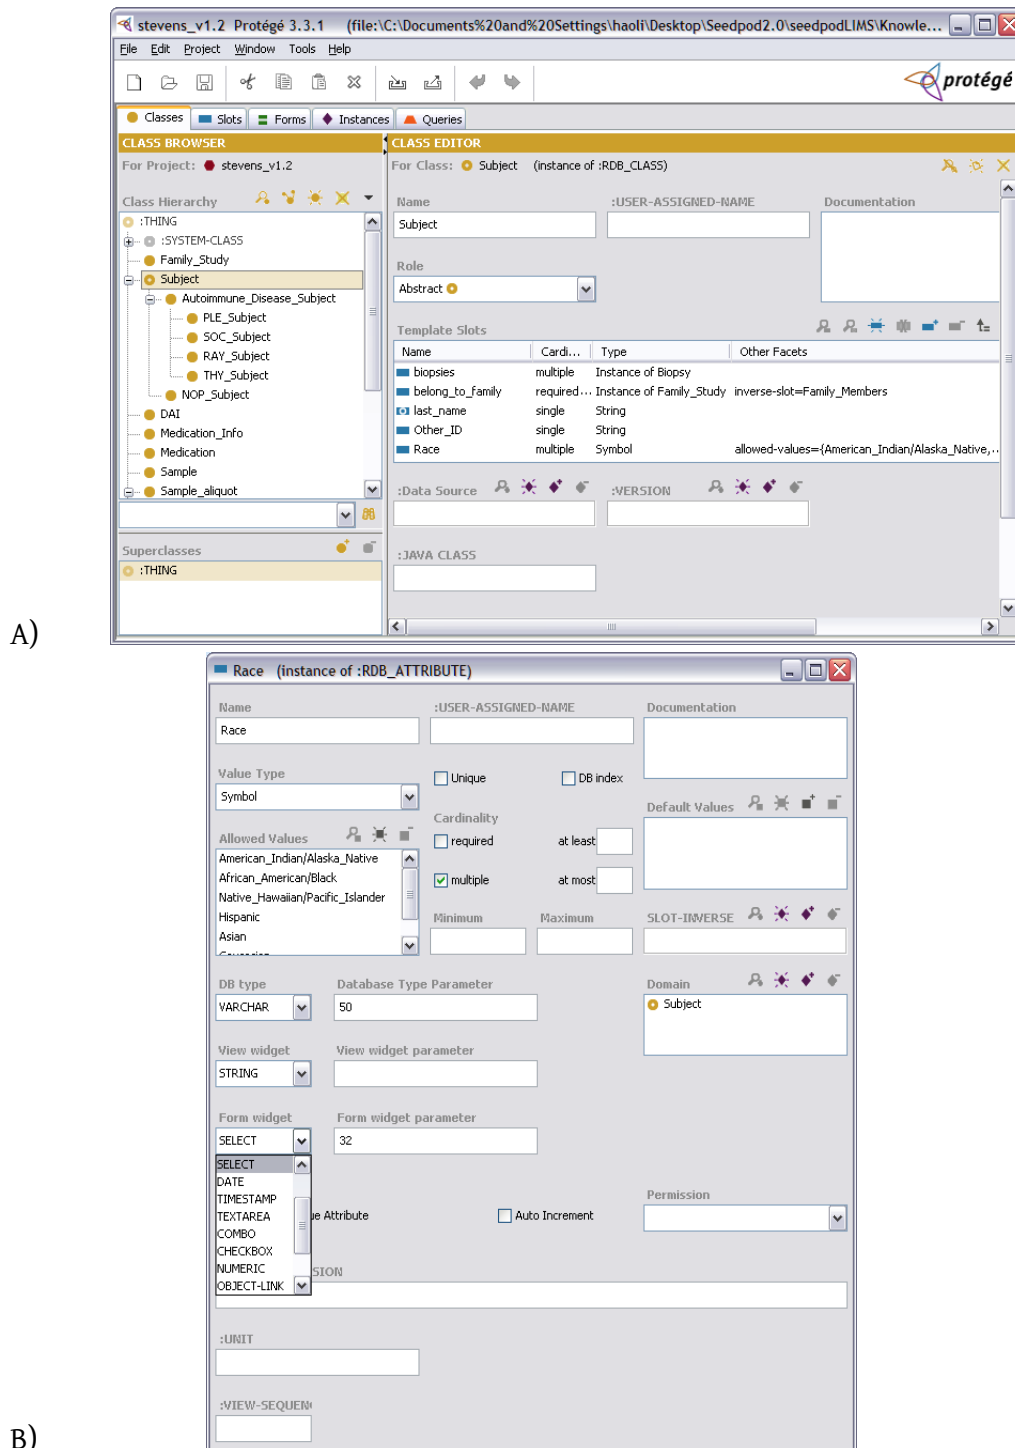 stevens_v1.2 Protégé 3.3.1 (file:\C:\Documents%20and%20Settings\haoli\Desktop\Seedpod2.0\seedpodLIMS\Knowle...
File Edit Project Window Tools Help
protégé
Classes Slots Forms Instances Queries
CLASS BROWSER
For Project: stevens_v1.2
Class Hierarchy
:THING
:SYSTEM-CLASS
Family_Study
Subject
Autoimmune_Disease_Subject
PLE_Subject
SOC_Subject
RAY_Subject
THY_Subject
NOP_Subject
DAI
Medication_Info
Medication
Sample
Sample_aliquot
Superclasses
:THING
CLASS EDITOR
For Class: Subject (instance of :RDB_CLASS)
Name :USER-ASSIGNED-NAME Documentation
Subject
Role
Abstract
Template Slots
Name Cardi... Type Other Facets
biopsies multiple Instance of Biopsy
belong_to_family required... Instance of Family_Study inverse-slot=Family_Members
last_name single String
Other_ID single String
Race multiple Symbol allowed-values={American_Indian/Alaska_Native,...
:Data Source :VERSION
:JAVA CLASS
A)
Race (instance of :RDB_ATTRIBUTE)
Name :USER-ASSIGNED-NAME Documentation
Race
Value Type Unique DB index
Symbol
Default Values
Cardinality
Allowed Values required at least
American_Indian/Alaska_Native
African_American/Black multiple at most
Native_Hawaiian/Pacific_Islander
Hispanic Minimum Maximum SLOT-INVERSE
Asian
DB type Database Type Parameter Domain
VARCHAR 50 Subject
View widget View widget parameter
STRING
Form widget Form widget parameter
SELECT 32
SELECT
DATE
TIMESTAMP Permission
TEXTAREA ue Attribute Auto Increment
COMBO
CHECKBOX
NUMERIC SION
OBJECT-LINK
:UNIT
:VIEW-SEQUEN
B)